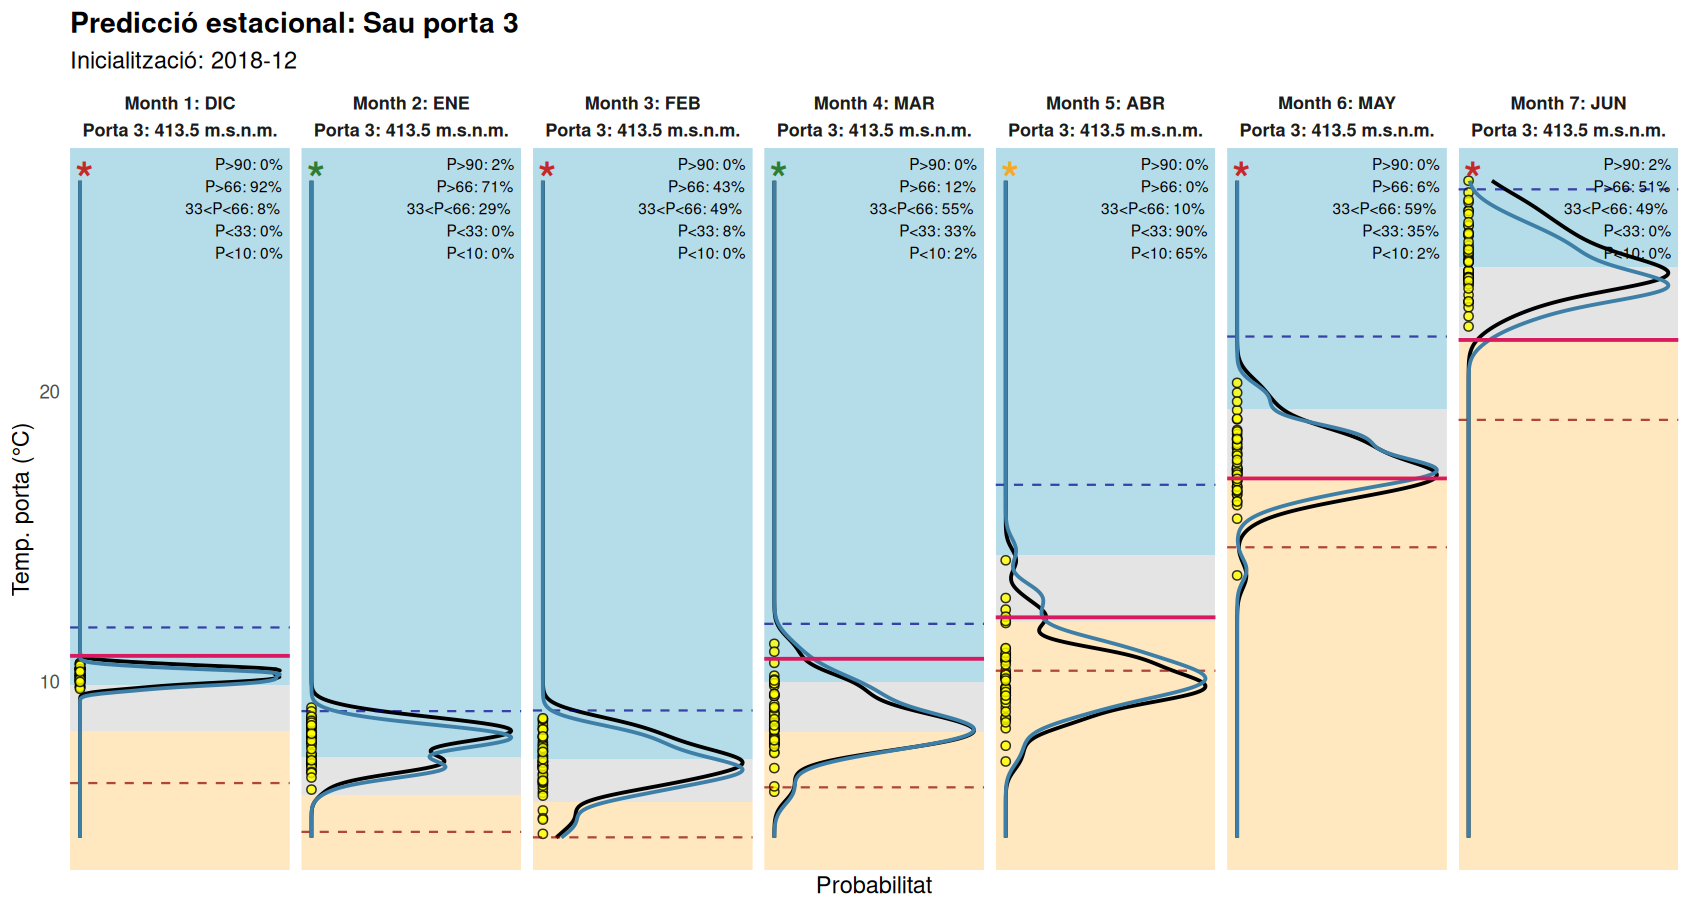 Predicció estacional: Sau porta 3
Inicialització: 2018-12
Month 1: DIC
Porta 3: 413.5 m.s.n.m.
Month 2: ENE
Porta 3: 413.5 m.s.n.m.
Month 3: FEB
Porta 3: 413.5 m.s.n.m.
Month 4: MAR
Porta 3: 413.5 m.s.n.m.
Month 5: ABR
Porta 3: 413.5 m.s.n.m.
Month 6: MAY
Porta 3: 413.5 m.s.n.m.
Month 7: JUN
Porta 3: 413.5 m.s.n.m.
*
P>90: 0%
P>66: 92%
33<P<66: 8%
P<33: 0%
P<10: 0%
*
P>90: 2%
P>66: 71%
33<P<66: 29%
P<33: 0%
P<10: 0%
*
P>90: 0%
P>66: 43%
33<P<66: 49%
P<33: 8%
P<10: 0%
*
P>90: 0%
P>66: 12%
33<P<66: 55%
P<33: 33%
P<10: 2%
*
P>90: 0%
P>66: 0%
33<P<66: 10%
P<33: 90%
P<10: 65%
*
P>90: 0%
P>66: 6%
33<P<66: 59%
P<33: 35%
P<10: 2%
*
P>90: 2%
P>66: 51%
33<P<66: 49%
P<33: 0%
P<10: 0%
20
10
Temp. porta (°C)
Probabilitat